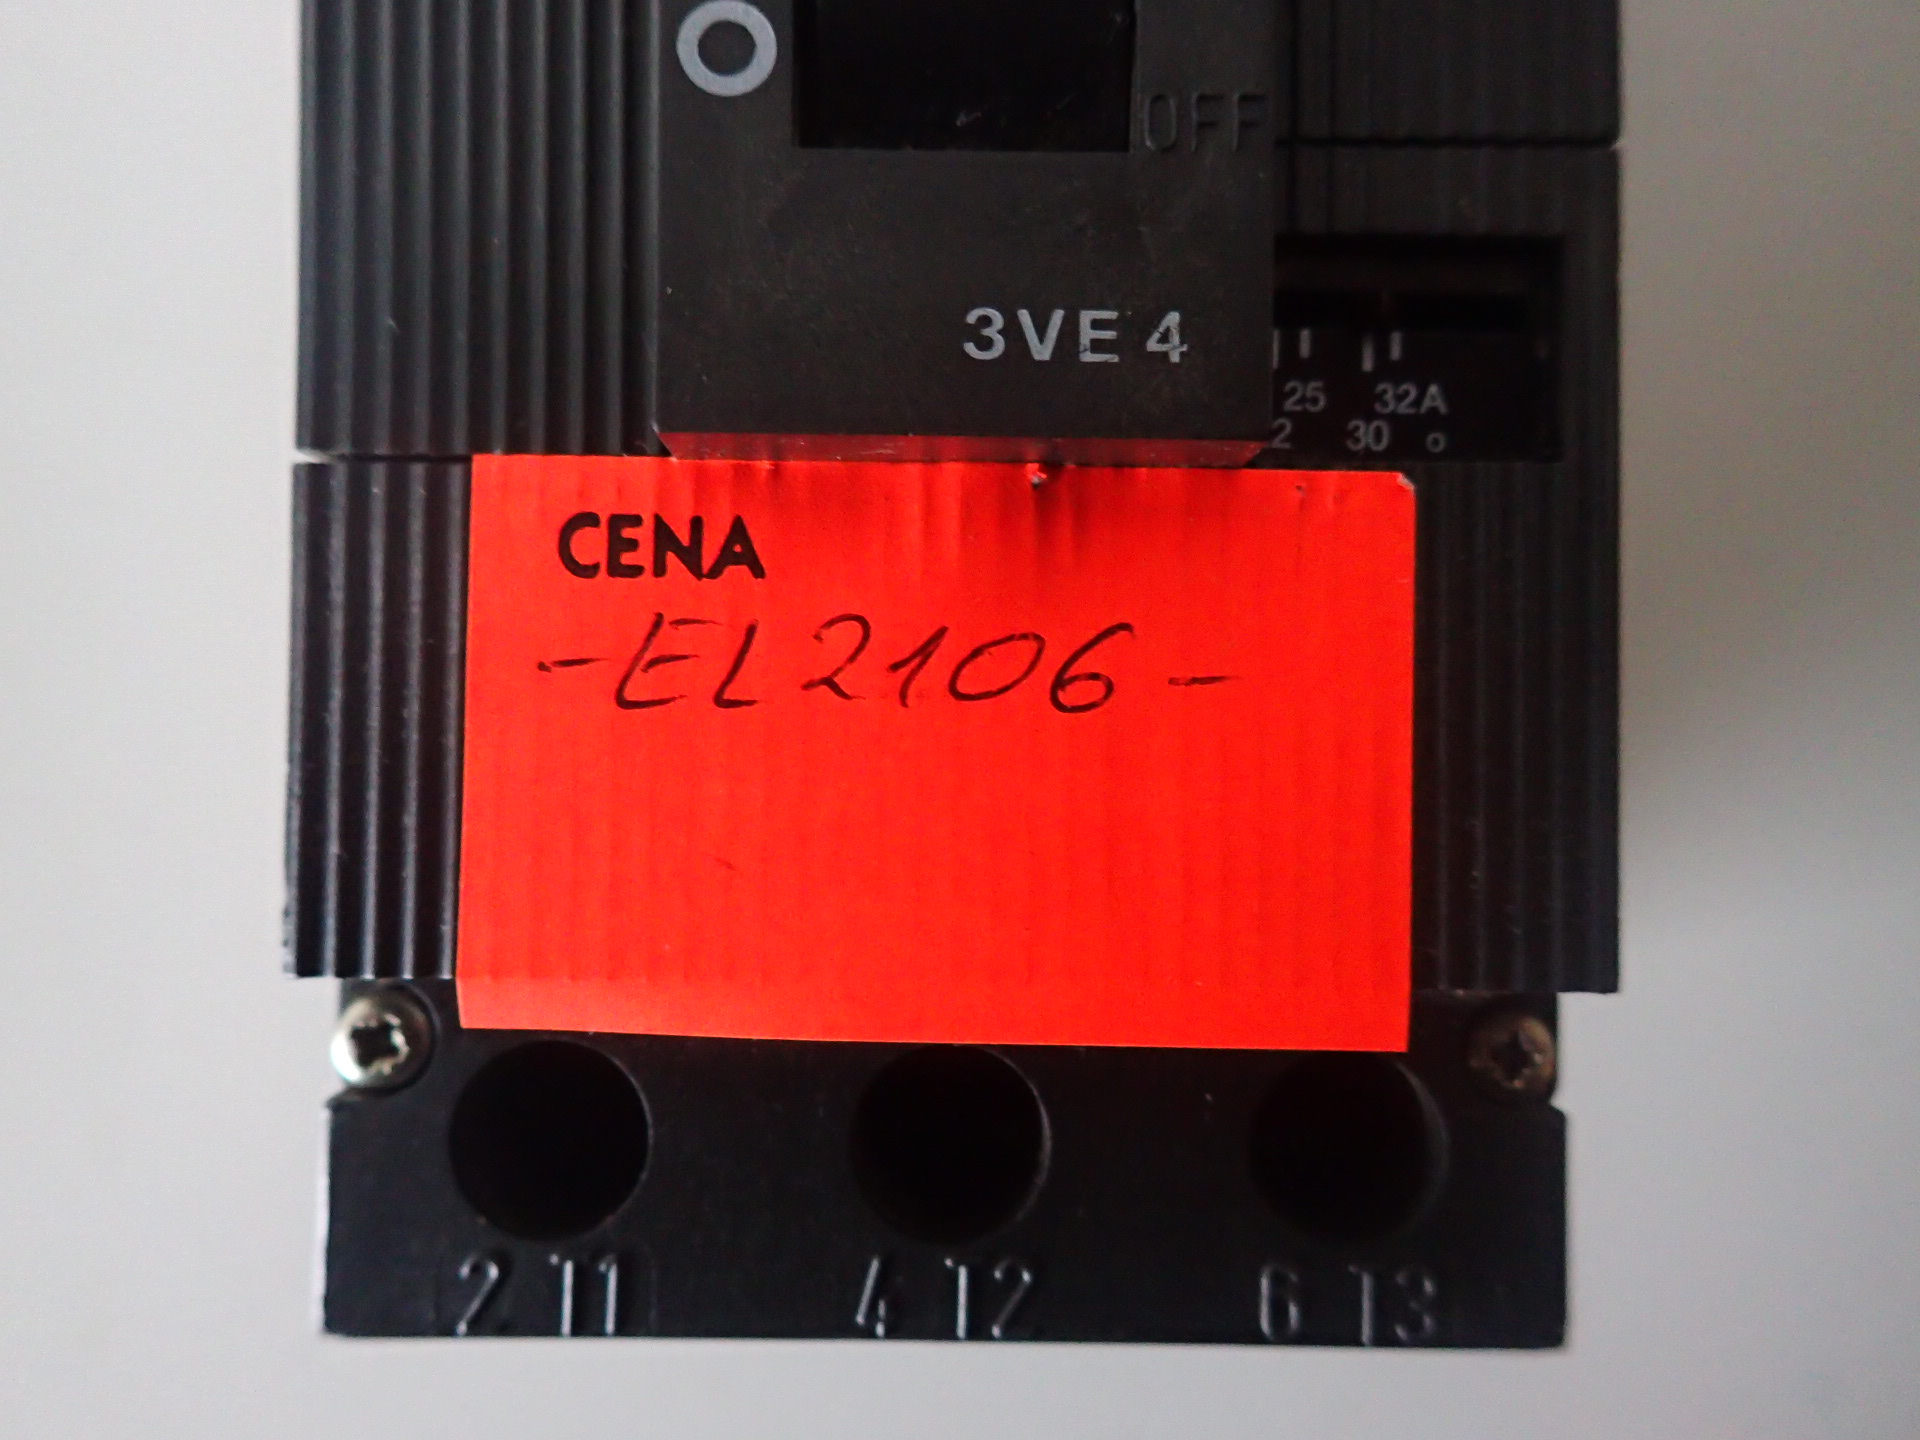 OFF
3VE 4
25 32A
2 30 o
CENA
-EL2106-
2 T1 4 T2 6 T3